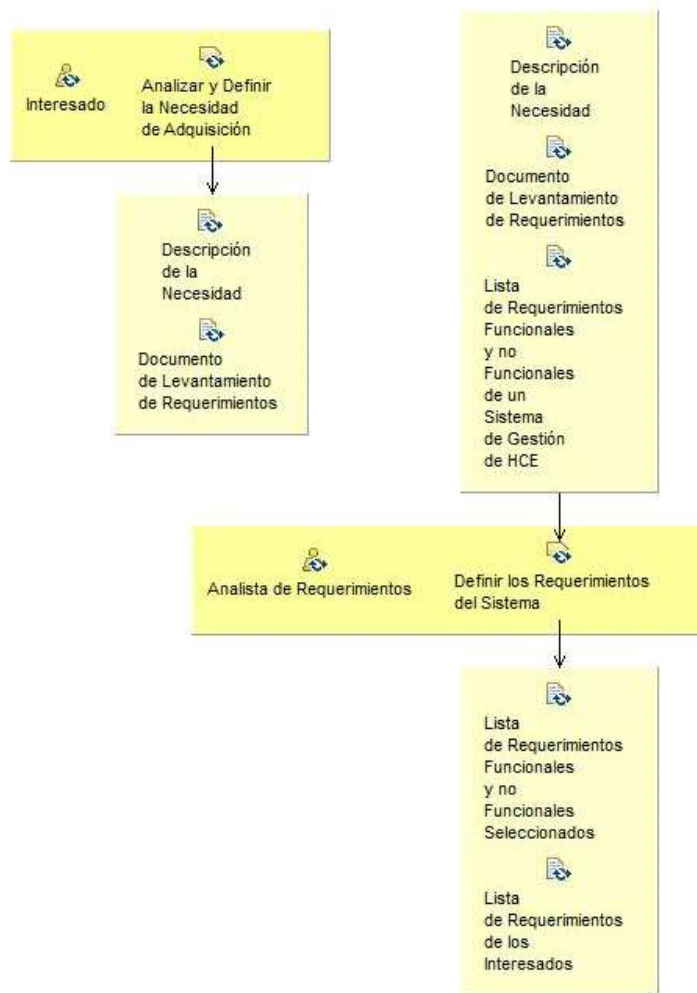 Interesado
Analizar y Definir
la Necesidad
de Adquisición
Descripción
de la
Necesidad
Documento
de Levantamiento
de Requerimientos
Descripción
de la
Necesidad
Documento
de Levantamiento
de Requerimientos
Lista
de Requerimientos
Funcionales
y no
Funcionales
de un
Sistema
de Gestión
de HCE
Analista de Requerimientos
Definir los Requerimientos
del Sistema
Lista
de Requerimientos
Funcionales
y no
Funcionales
Seleccionados
Lista
de Requerimientos
de los
Interesados